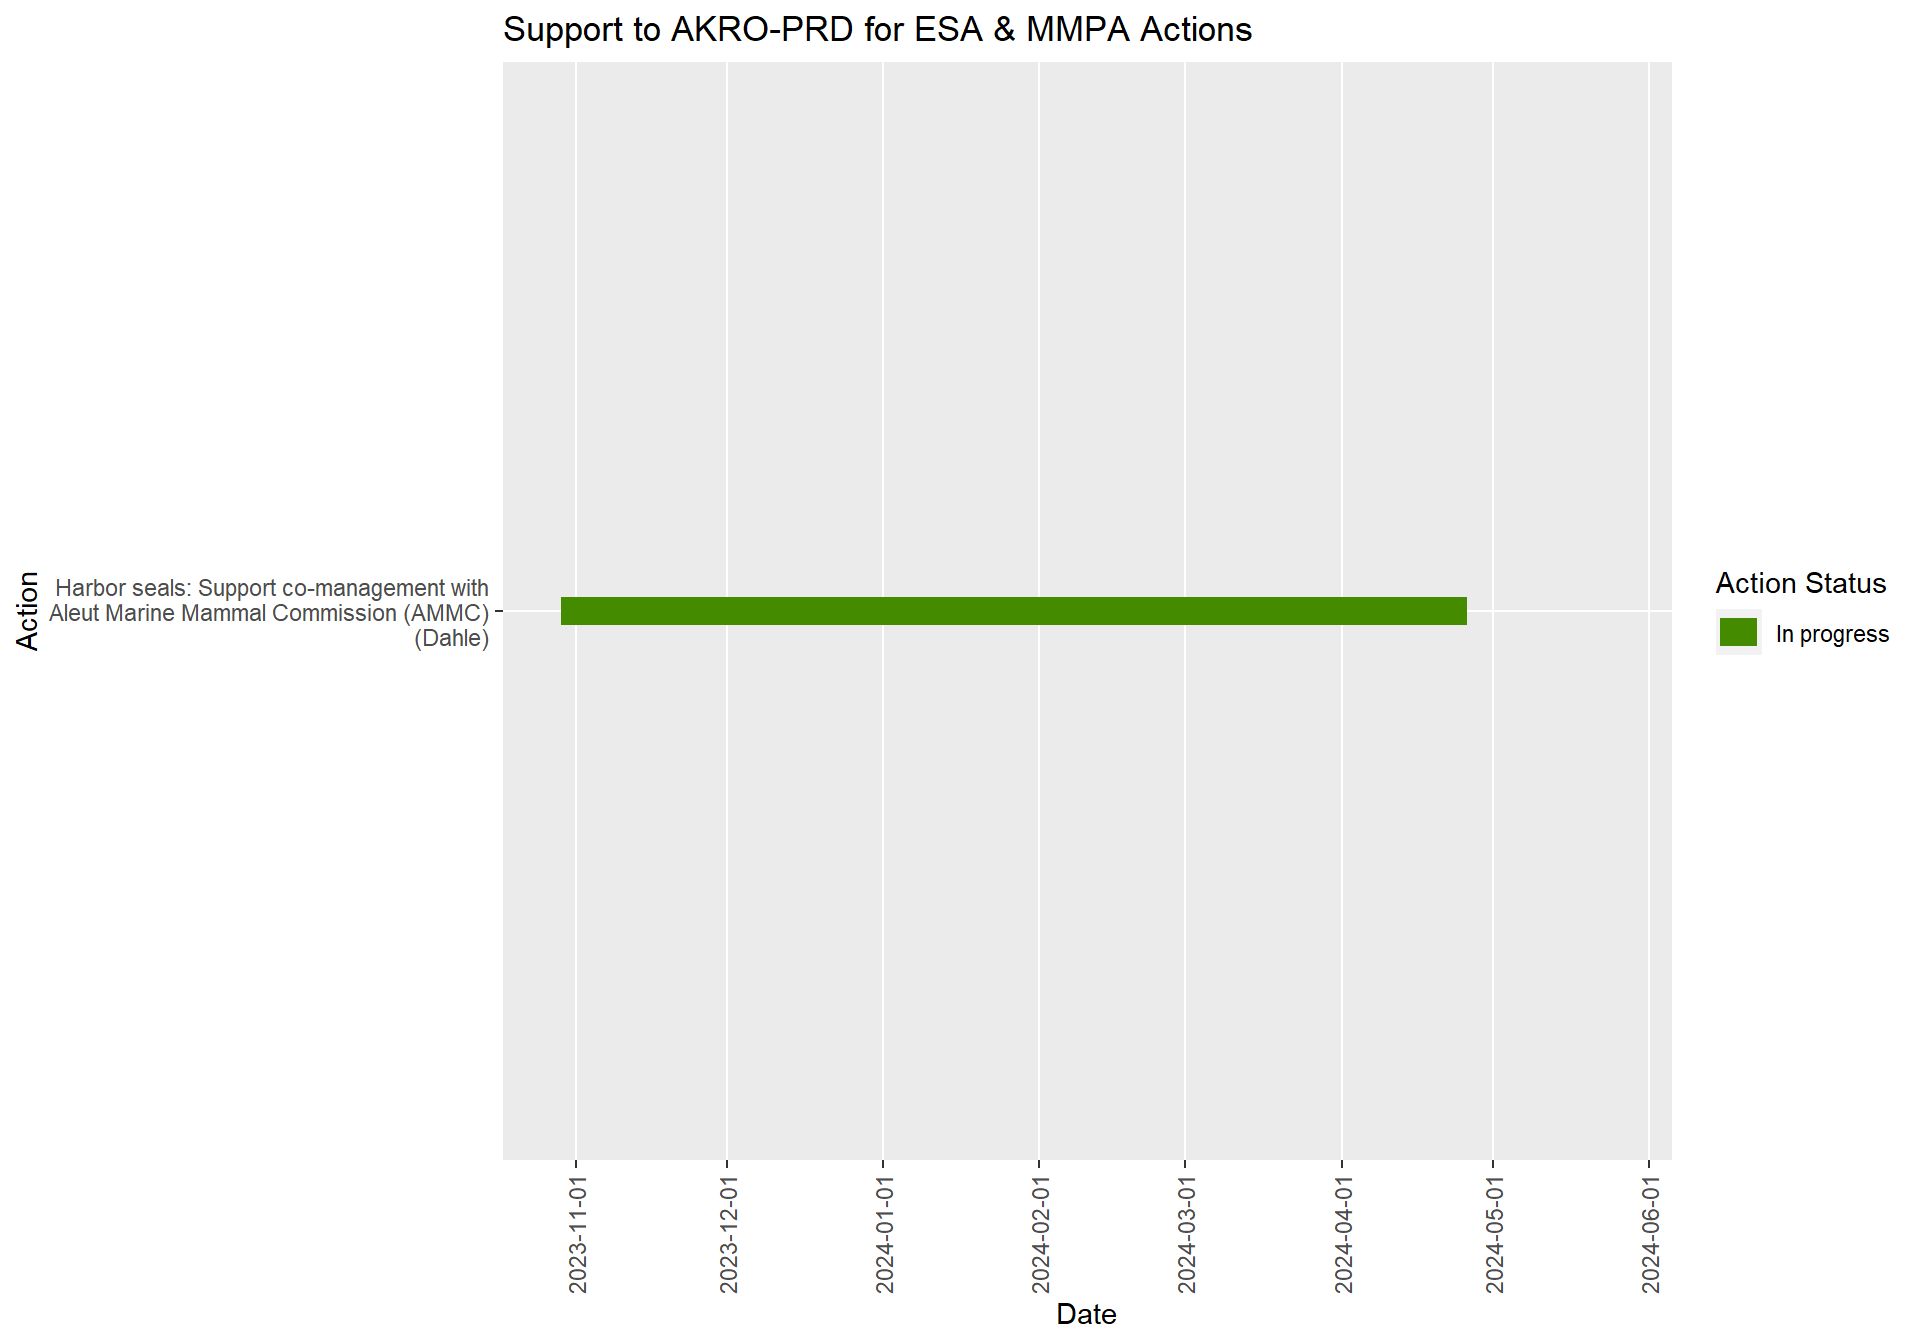 Support to AKRO-PRD for ESA & MMPA Actions
Action
Harbor seals: Support co-management with
Aleut Marine Mammal Commission (AMMC)
(Dahle)
Action Status
In progress
2023-11-01
2023-12-01
2024-01-01
2024-02-01
2024-03-01
2024-04-01
2024-05-01
2024-06-01
Date